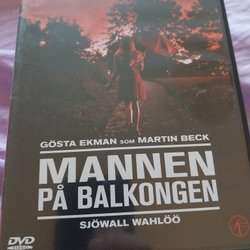 GÖSTA EKMAN SOM MARTIN BECK
MANNEN
PÅ BALKONGEN
SJÖWALL WAHLÖÖ
DVD